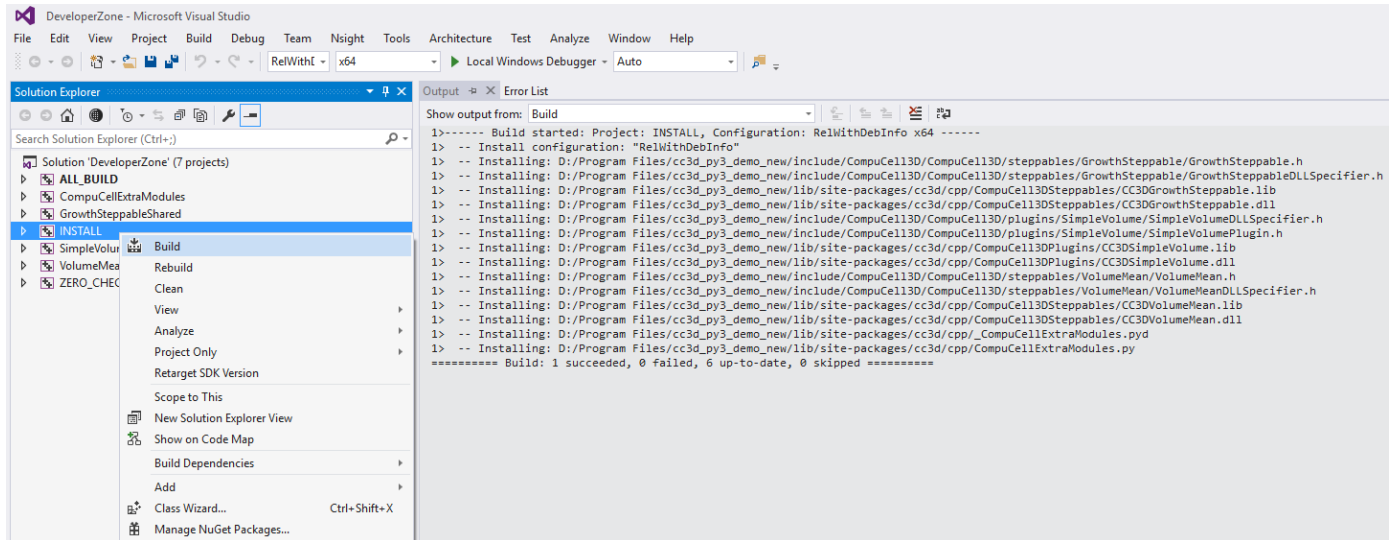 DeveloperZone - Microsoft Visual Studio
File Edit View Project Build Debug Team Nsight Tools Architecture Test Analyze Window Help
RelWithI x64 Local Windows Debugger Auto
Solution Explorer
Search Solution Explorer (Ctrl+;)
Solution 'DeveloperZone' (7 projects)
ALL_BUILD
CompuCellExtraModules
GrowthSteppableShared
INSTALL
SimpleVolur
VolumeMea
ZERO_CHEC
Build
Rebuild
Clean
View
Analyze
Project Only
Retarget SDK Version
Scope to This
New Solution Explorer View
Show on Code Map
Build Dependencies
Add
Class Wizard... Ctrl+Shift+X
Manage NuGet Packages...
Output Error List
Show output from: Build
1>------ Build started: Project: INSTALL, Configuration: RelWithDebInfo x64 ------
1> -- Install configuration: "RelWithDebInfo"
1> -- Installing: D:/Program Files/cc3d_py3_demo_new/include/CompuCell3D/CompuCell3D/steppables/GrowthSteppable/GrowthSteppable.h
1> -- Installing: D:/Program Files/cc3d_py3_demo_new/include/CompuCell3D/CompuCell3D/steppables/GrowthSteppable/GrowthSteppableDLLSpecifier.h
1> -- Installing: D:/Program Files/cc3d_py3_demo_new/lib/site-packages/cc3d/cpp/CompuCell3DSteppables/CC3DGrowthSteppable.lib
1> -- Installing: D:/Program Files/cc3d_py3_demo_new/lib/site-packages/cc3d/cpp/CompuCell3DSteppables/CC3DGrowthSteppable.dll
1> -- Installing: D:/Program Files/cc3d_py3_demo_new/include/CompuCell3D/CompuCell3D/plugins/SimpleVolume/SimpleVolumeDLLSpecifier.h
1> -- Installing: D:/Program Files/cc3d_py3_demo_new/include/CompuCell3D/CompuCell3D/plugins/SimpleVolume/SimpleVolumePlugin.h
1> -- Installing: D:/Program Files/cc3d_py3_demo_new/lib/site-packages/cc3d/cpp/CompuCell3DPlugins/CC3DSimpleVolume.lib
1> -- Installing: D:/Program Files/cc3d_py3_demo_new/lib/site-packages/cc3d/cpp/CompuCell3DPlugins/CC3DSimpleVolume.dll
1> -- Installing: D:/Program Files/cc3d_py3_demo_new/include/CompuCell3D/CompuCell3D/steppables/VolumeMean/VolumeMean.h
1> -- Installing: D:/Program Files/cc3d_py3_demo_new/include/CompuCell3D/CompuCell3D/steppables/VolumeMean/VolumeMeanDLLSpecifier.h
1> -- Installing: D:/Program Files/cc3d_py3_demo_new/lib/site-packages/cc3d/cpp/CompuCell3DSteppables/CC3DVolumeMean.lib
1> -- Installing: D:/Program Files/cc3d_py3_demo_new/lib/site-packages/cc3d/cpp/CompuCell3DSteppables/CC3DVolumeMean.dll
1> -- Installing: D:/Program Files/cc3d_py3_demo_new/lib/site-packages/cc3d/cpp/_CompuCellExtraModules.pyd
1> -- Installing: D:/Program Files/cc3d_py3_demo_new/lib/site-packages/cc3d/cpp/CompuCellExtraModules.py
========== Build: 1 succeeded, 0 failed, 6 up-to-date, 0 skipped ==========